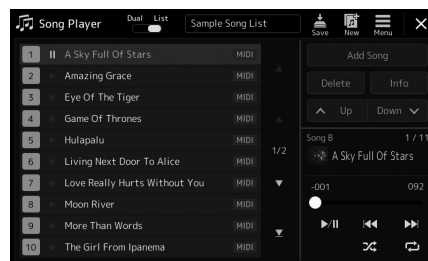 Song Player
Dual List
Sample Song List
Save New Menu
1 A Sky Full Of Stars MIDI
2 Amazing Grace MIDI
3 Eye Of The Tiger MIDI
4 Game Of Thrones MIDI
5 Hulapalu MIDI
6 Living Next Door To Alice MIDI
7 Love Really Hurts Without You MIDI
8 Moon River MIDI
9 More Than Words MIDI
10 The Girl From Ipanema MIDI
1/2
Add Song
Delete Info
Up Down
Song B 1 / 11
A Sky Full Of Stars
-001 092